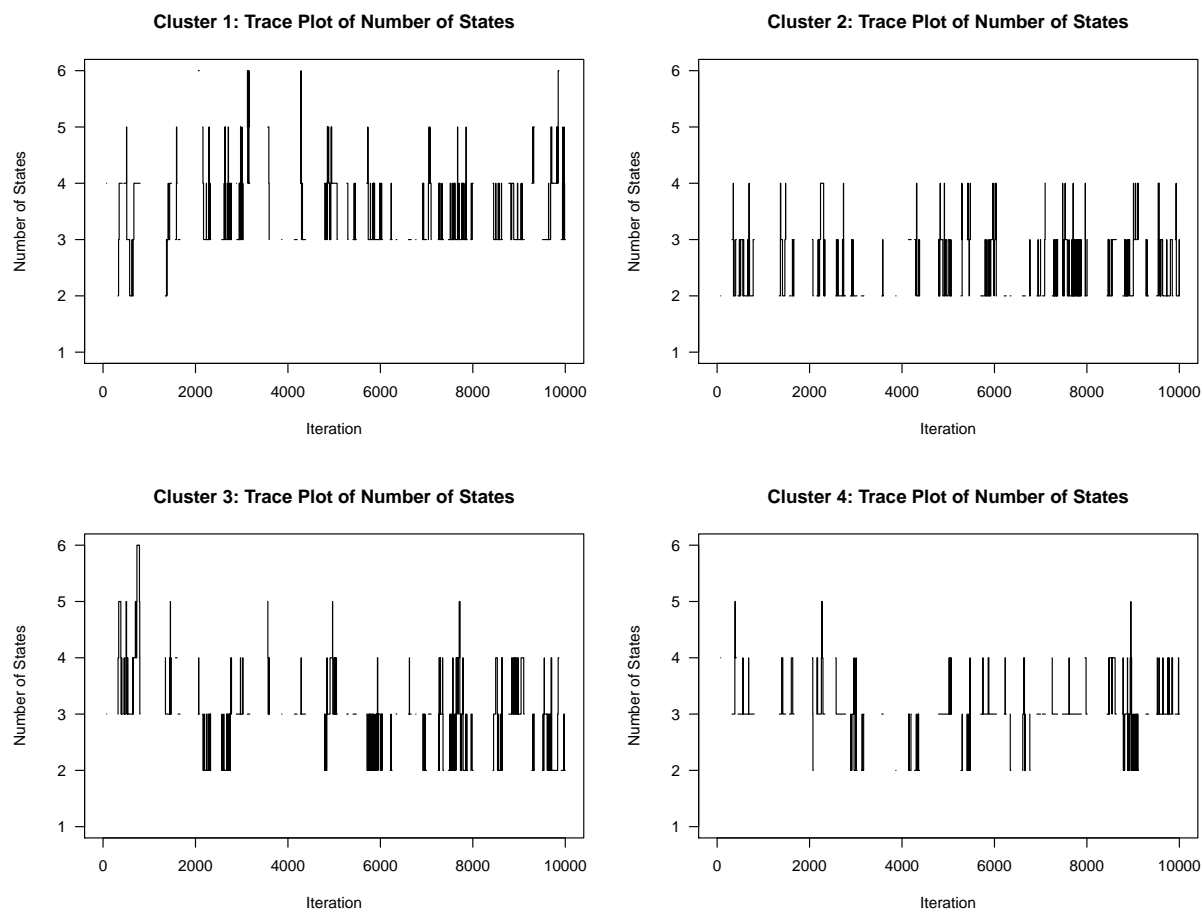 Cluster 1: Trace Plot of Number of States
Number of States
6
5
4
3
2
1
0 2000 4000 6000 8000 10000
Iteration
Cluster 2: Trace Plot of Number of States
Number of States
6
5
4
3
2
1
0 2000 4000 6000 8000 10000
Iteration
Cluster 3: Trace Plot of Number of States
Number of States
6
5
4
3
2
1
0 2000 4000 6000 8000 10000
Iteration
Cluster 4: Trace Plot of Number of States
Number of States
6
5
4
3
2
1
0 2000 4000 6000 8000 10000
Iteration